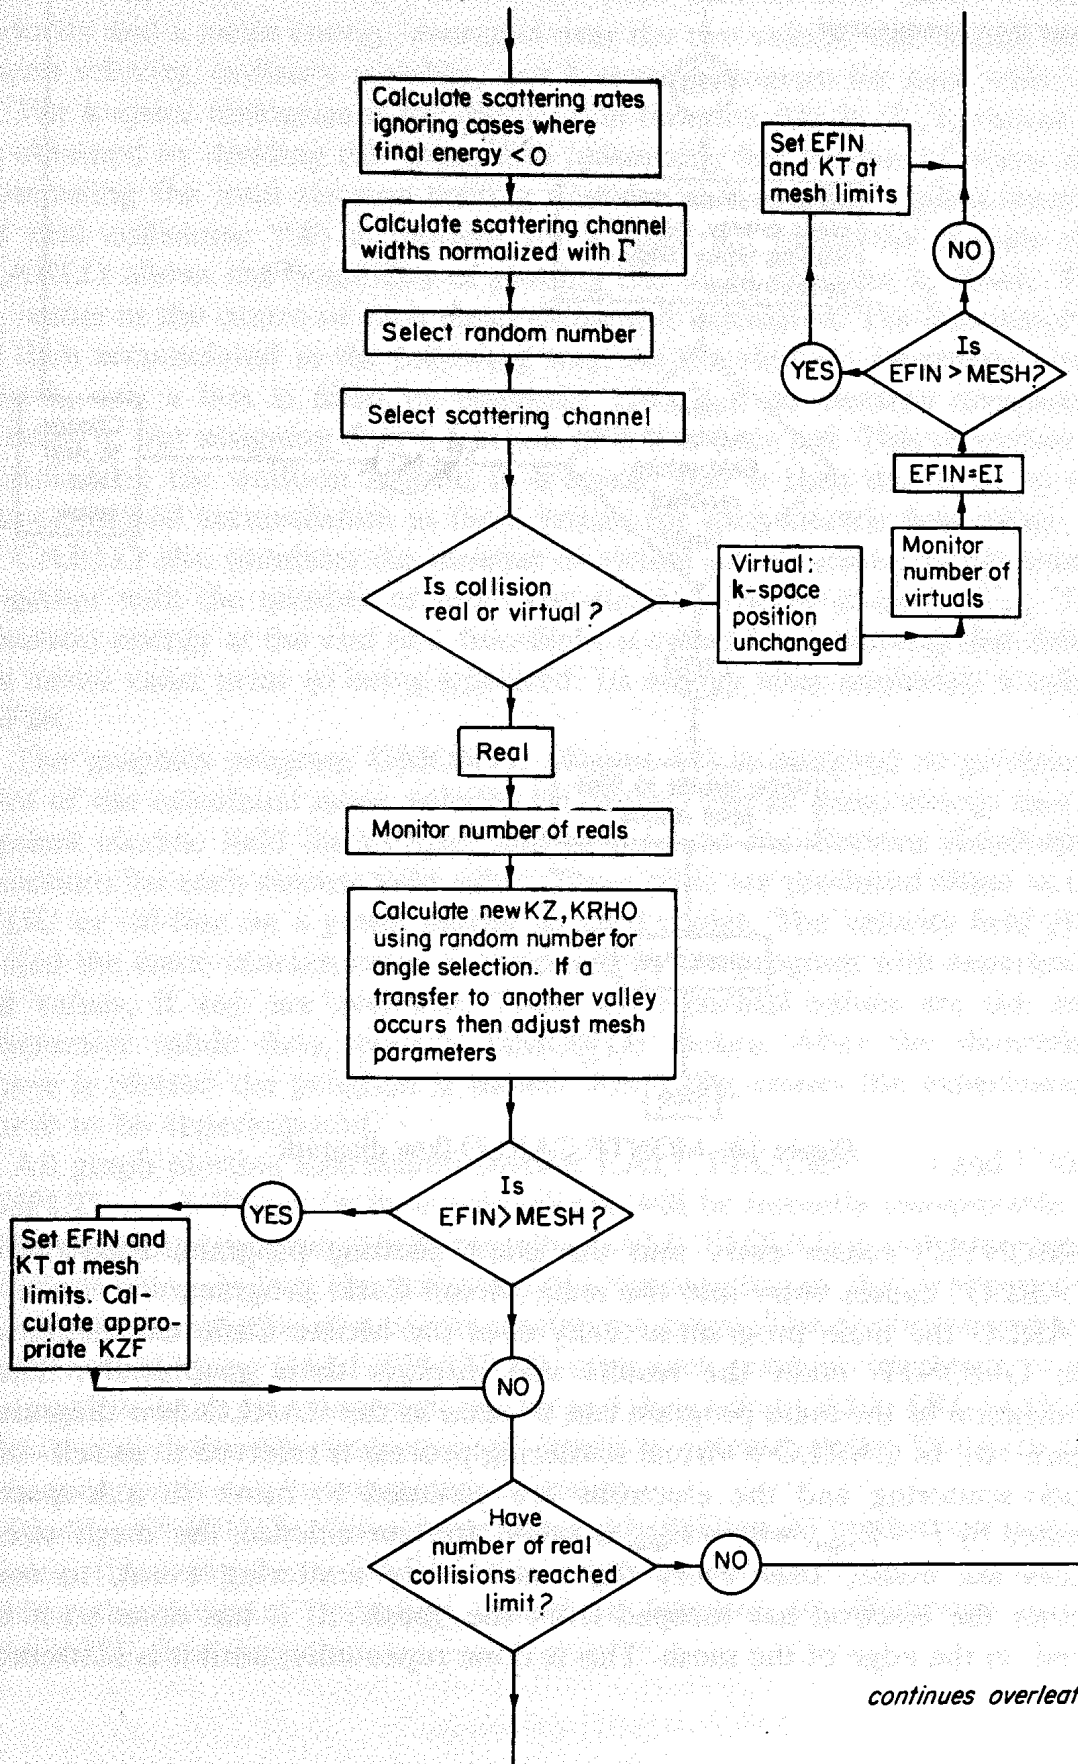 Calculate scattering rates
ignoring cases where
final energy < 0
Calculate scattering channel
widths normalized with Γ
Select random number
Select scattering channel
Is collision
real or virtual ?
Virtual :
k-space
position
unchanged
Monitor
number of
virtuals
EFIN=EI
Is
EFIN > MESH?
YES
NO
Set EFIN
and KT at
mesh limits
Real
Monitor number of reals
Calculate new KZ, KRHO
using random number for
angle selection. If a
transfer to another valley
occurs then adjust mesh
parameters
Is
EFIN > MESH ?
YES
Set EFIN and
KT at mesh
limits. Cal-
culate appro-
priate KZF
NO
Have
number of real
collisions reached
limit?
NO
continues overleaf